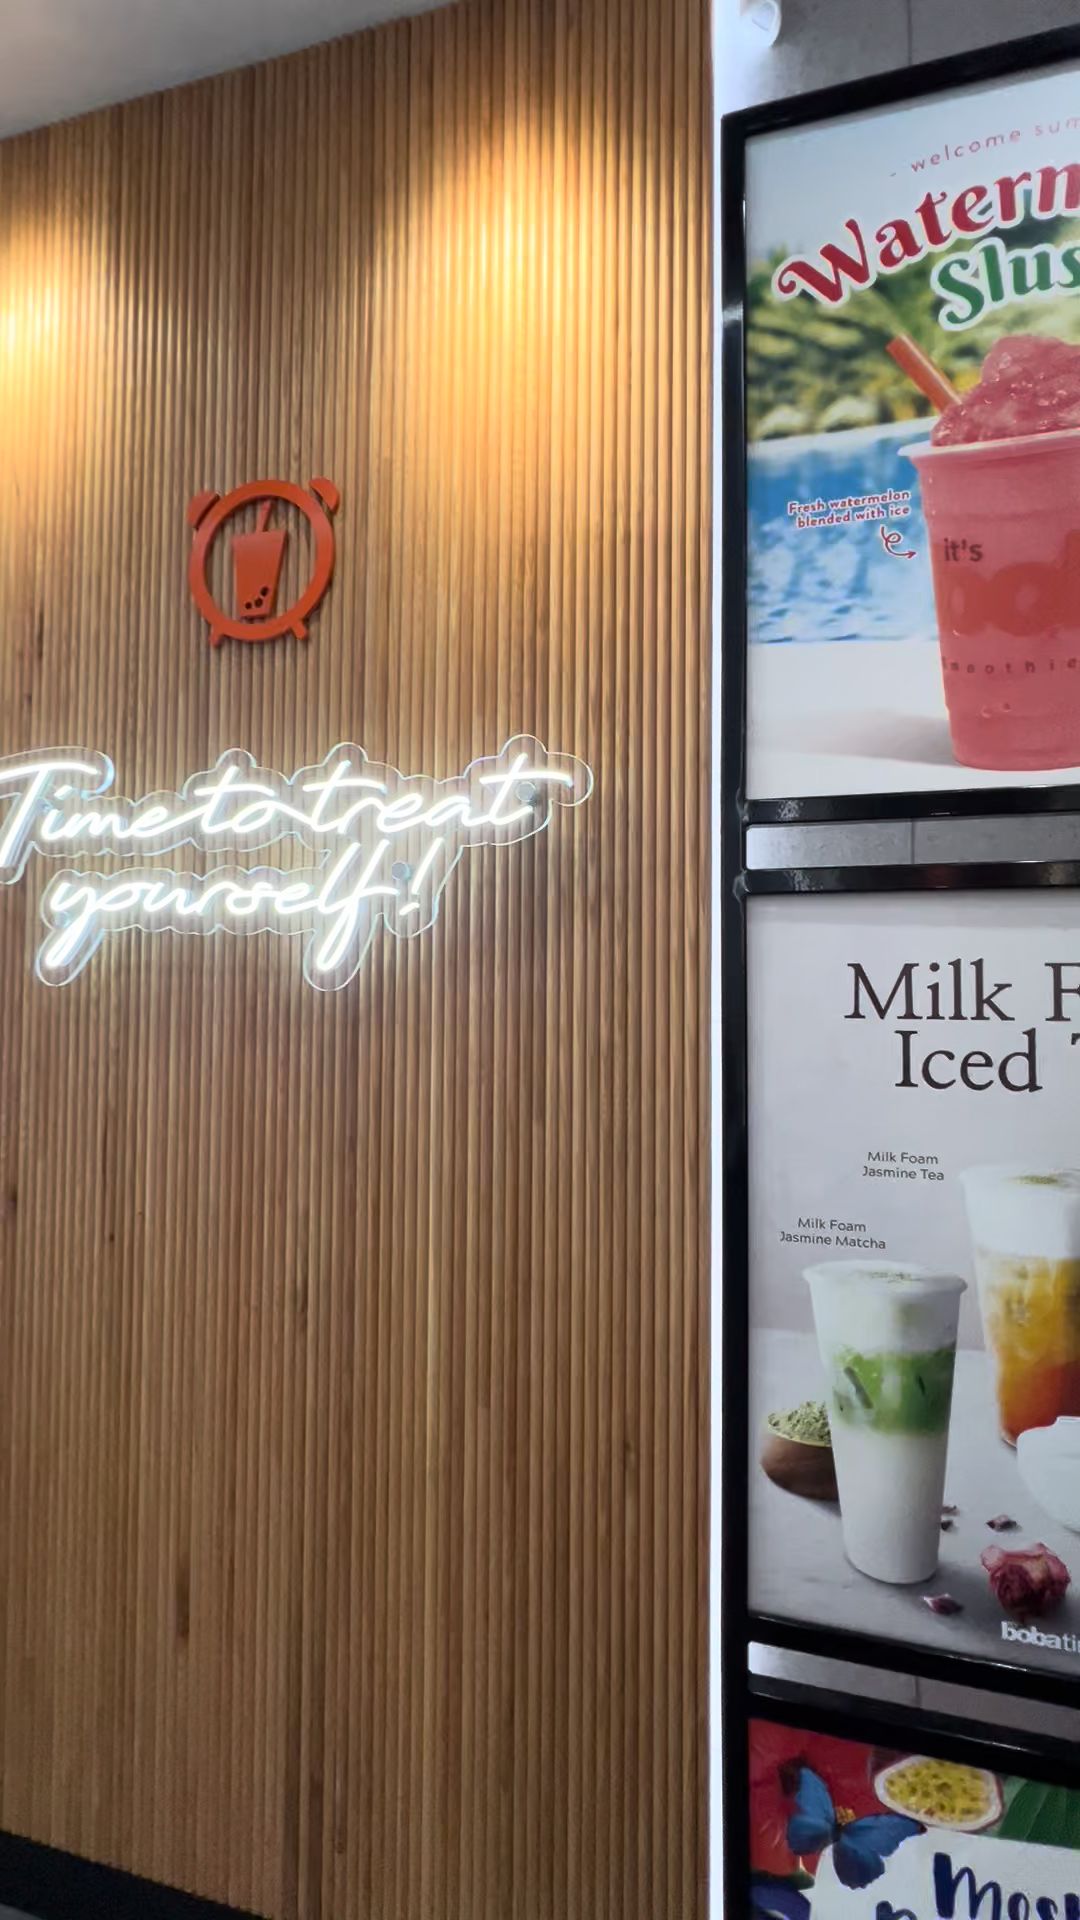 Time to treat
yourself!
- welcome sum
Waterm
Slus
Fresh watermelon
blended with ice
it's
smoothie
Milk F
Iced T
Milk Foam
Jasmine Tea
Milk Foam
Jasmine Matcha
bobati